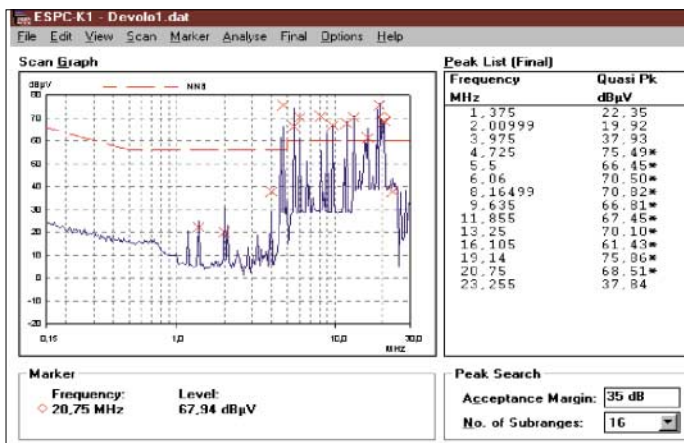 ESPC-K1 - Devolo1.dat
File Edit View Scan Marker Analyse Final Options Help
Scan Graph
dBµV
80
70
60
50
40
30
20
10
0
-10
-20
0,15
1,0
10,0
30,0
MHz
Peak List (Final)
Frequency Quasi Pk
MHz dBµV
1,375 22,35
2,00999 19,92
3,975 37,93
4,725 75,49*
5,5 66,45*
6,06 70,50*
8,16499 70,82*
9,635 66,81*
11,855 67,45*
13,25 70,10*
16,105 61,43*
19,14 75,86*
20,75 68,51*
23,255 37,84
Marker
Frequency: Level:
20,75 MHz 67,94 dBµV
Peak Search
Acceptance Margin: 35 dB
No. of Subranges: 16